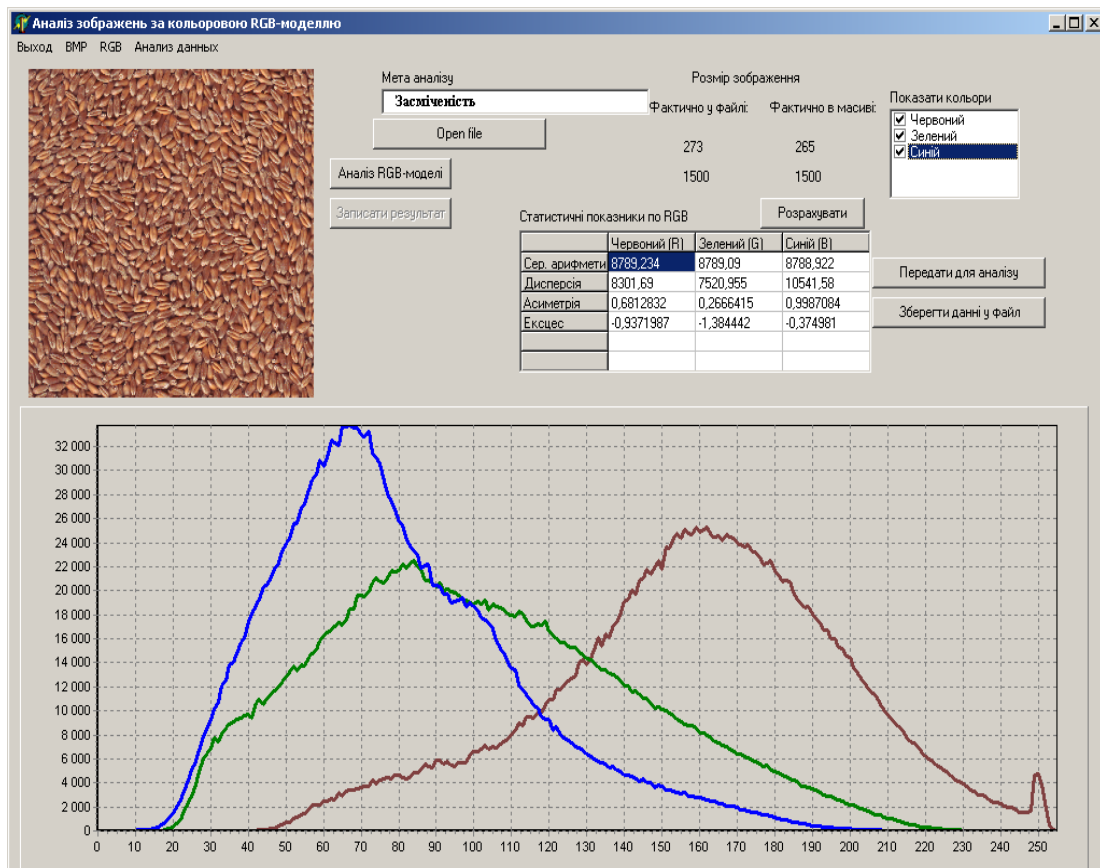 Аналіз зображень за кольоровою RGB-моделлю
Выход BMP RGB Анализ данных
Мета аналізу
Засміченість
Open file
Аналіз RGB-моделі
Записати результат
Розмір зображення
Фактично у файлі: Фактично в масиві:
273 265
1500 1500
Показати кольори
Червоний
Зелений
Синій
Статистичні показники по RGB
Розрахувати
Червоний (R) Зелений (G) Синій (B)
Сер. арифмети 8789,234 8789,09 8788,922
Дисперсія 8301,69 7520,955 10541,58
Асиметрія 0,6812832 0,2666415 0,9987084
Ексцес -0,9371987 -1,384442 -0,374981
Передати для аналізу
Зберегти данні у файл
32 000
30 000
28 000
26 000
24 000
22 000
20 000
18 000
16 000
14 000
12 000
10 000
8 000
6 000
4 000
2 000
0
0 10 20 30 40 50 60 70 80 90 100 110 120 130 140 150 160 170 180 190 200 210 220 230 240 250